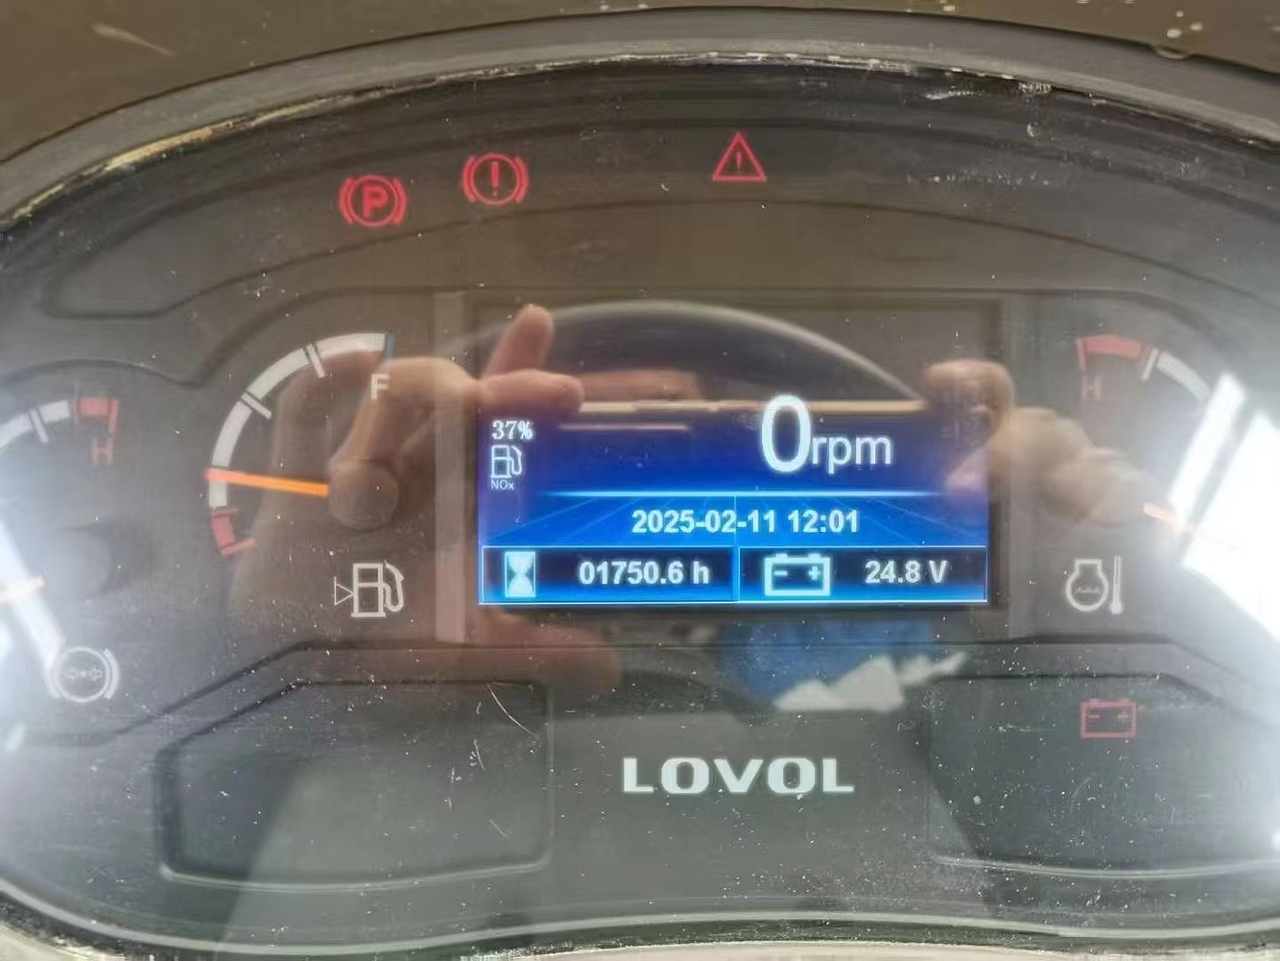 P
F
H
H
37%
NOx
0rpm
2025-02-11 12:01
01750.6 h
24.8 V
LOVOL